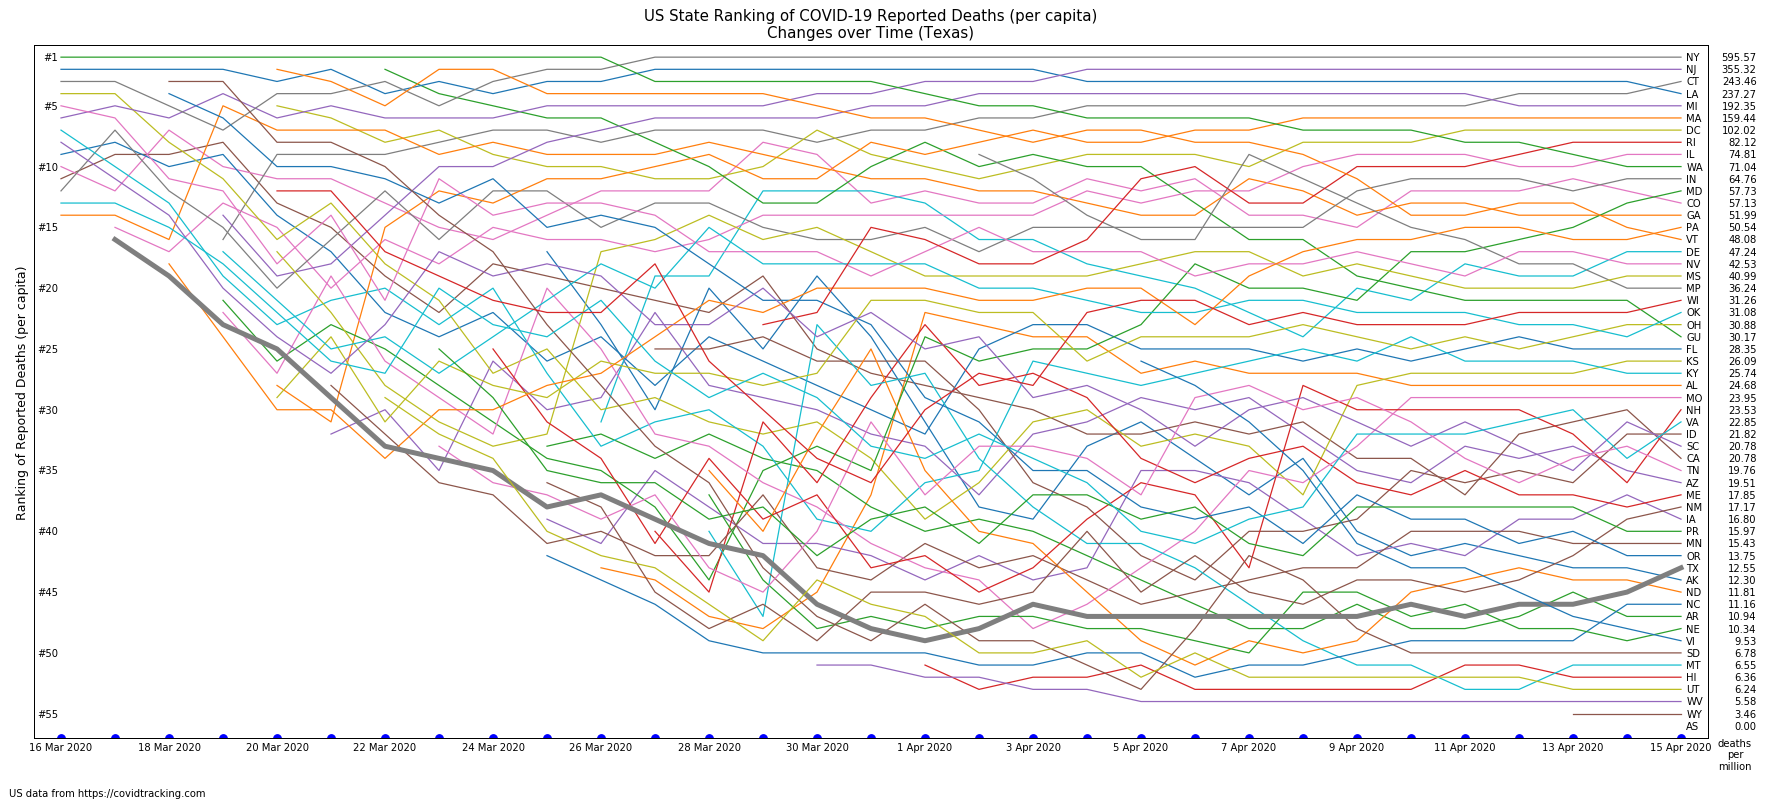 US State Ranking of COVID-19 Reported Deaths (per capita)
Changes over Time (Texas)
Ranking of Reported Deaths (per capita)
#1
#5
#10
#15
#20
#25
#30
#35
#40
#45
#50
#55
NY 595.57
NJ 355.32
CT 243.46
LA 237.27
MI 192.35
MA 159.44
DC 102.02
RI 82.12
IL 74.81
WA 71.04
IN 64.76
MD 57.73
CO 57.13
GA 51.99
PA 50.54
VT 48.08
DE 47.24
NV 42.53
MS 40.99
MP 36.24
WI 31.26
OK 31.08
OH 30.88
GU 30.17
FL 28.35
KS 26.09
KY 25.74
AL 24.68
MO 23.95
NH 23.53
VA 22.85
ID 21.82
SC 20.78
CA 20.78
TN 19.76
AZ 19.51
ME 17.85
NM 17.17
IA 16.80
PR 15.97
MN 15.43
OR 13.75
TX 12.55
AK 12.30
ND 11.81
NC 11.16
AR 10.94
NE 10.34
VI 9.53
SD 6.78
MT 6.55
HI 6.36
UT 6.24
WV 5.58
WY 3.46
AS 0.00
16 Mar 2020 18 Mar 2020 20 Mar 2020 22 Mar 2020 24 Mar 2020 26 Mar 2020 28 Mar 2020 30 Mar 2020 1 Apr 2020 3 Apr 2020 5 Apr 2020 7 Apr 2020 9 Apr 2020 11 Apr 2020 13 Apr 2020 15 Apr 2020
deaths
per
million
US data from https://covidtracking.com